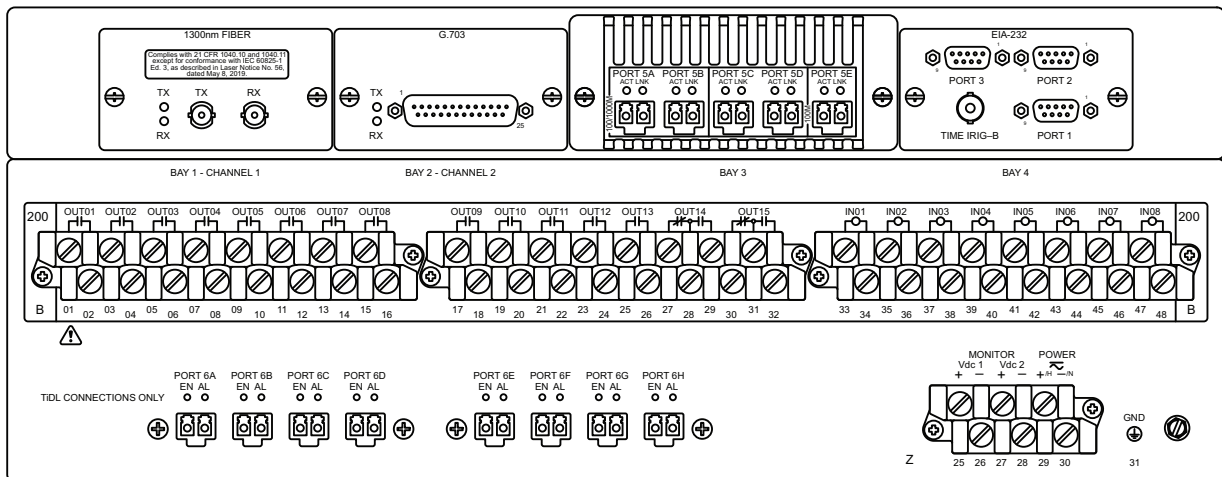 1300nm FIBER
G.703
EIA-232
Complies with 21 CFR 1040.10 and 1040.11
except for conformance with IEC 60825-1
Ed. 3, as described in Laser Notice No. 56,
dated May 8, 2019.
TX TX RX
RX
TX
RX
1
25
PORT 5A PORT 5B PORT 5C PORT 5D PORT 5E
ACT LNK ACT LNK ACT LNK ACT LNK ACT LNK
100/1000M
100M
9 1 9 1
PORT 3 PORT 2
9 1
TIME IRIG–B PORT 1
BAY 1 - CHANNEL 1 BAY 2 - CHANNEL 2 BAY 3 BAY 4
200 OUT01 OUT02 OUT03 OUT04 OUT05 OUT06 OUT07 OUT08 OUT09 OUT10 OUT11 OUT12 OUT13 OUT14 OUT15 IN01 IN02 IN03 IN04 IN05 IN06 IN07 IN08 200
B 01 02 03 04 05 06 07 08 09 10 11 12 13 14 15 16 17 18 19 20 21 22 23 24 25 26 27 28 29 30 31 32 33 34 35 36 37 38 39 40 41 42 43 44 45 46 47 48 B
PORT 6A PORT 6B PORT 6C PORT 6D PORT 6E PORT 6F PORT 6G PORT 6H
EN AL EN AL EN AL EN AL EN AL EN AL EN AL EN AL
TiDL CONNECTIONS ONLY
MONITOR POWER
Vdc 1 Vdc 2
+ – + – +/H –/N
GND
Z 25 26 27 28 29 30 31